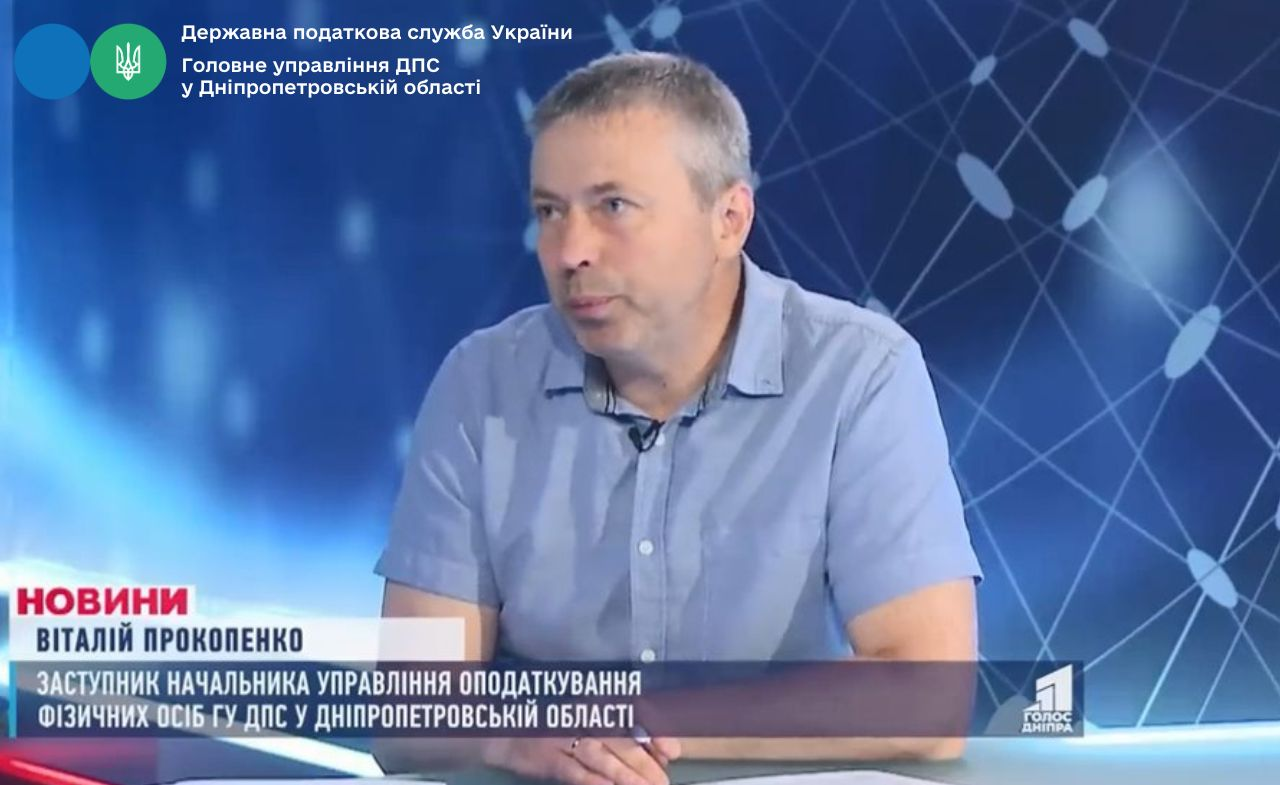 Державна податкова служба України
Головне управління ДПС
у Дніпропетровській області
НОВИНИ
ВІТАЛІЙ ПРОКОПЕНКО
ЗАСТУПНИК НАЧАЛЬНИКА УПРАВЛІННЯ ОПОДАТКУВАННЯ
ФІЗИЧНИХ ОСІБ ГУ ДПС У ДНІПРОПЕТРОВСЬКІЙ ОБЛАСТІ
1
ГОЛОС
ДНІПРА